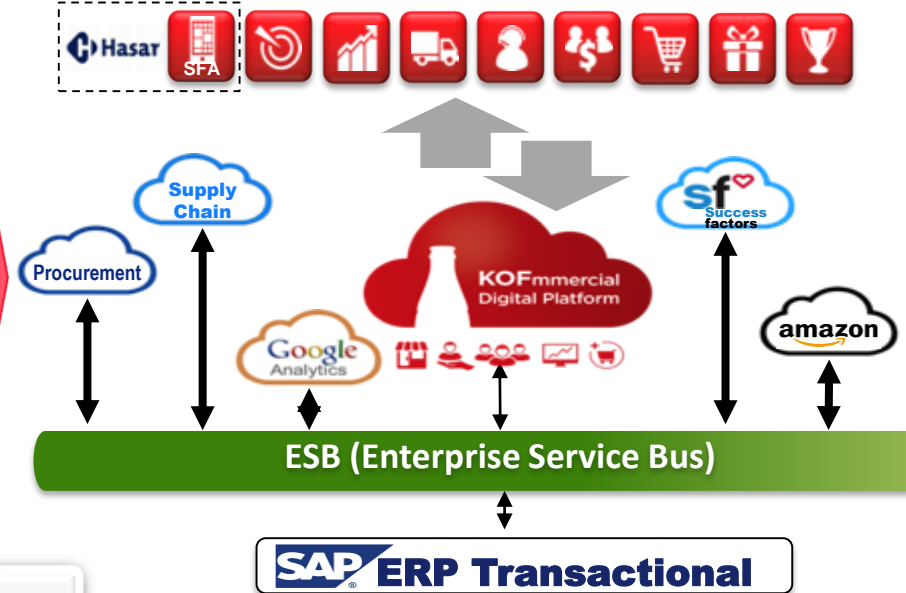 Hasar
SFA
Supply
Chain
sf
Success
factors
Procurement
KOFmmercial
Digital Platform
amazon
Google
Analytics
ESB (Enterprise Service Bus)
SAP® ERP Transactional